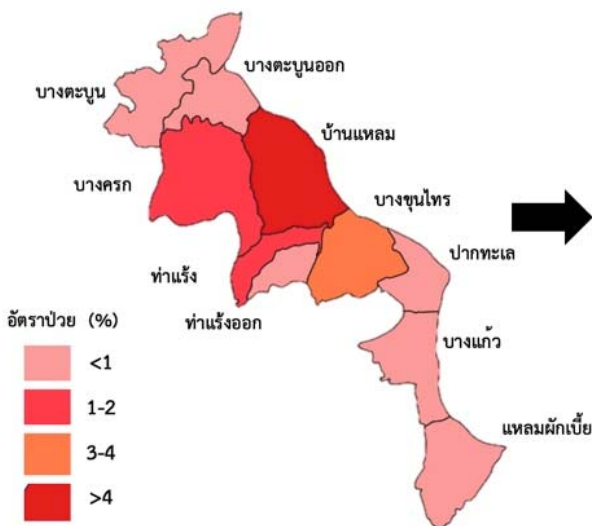 บางตะบูนออก
บางตะบูน
บ้านแหลม
บางครก
บางขุนไทร
ปากทะเล
ท่าแร้ง
ท่าแร้งออก
บางแก้ว
แหลมผักเบี้ย
อัตราป่วย (%)
<1
1-2
3-4
>4